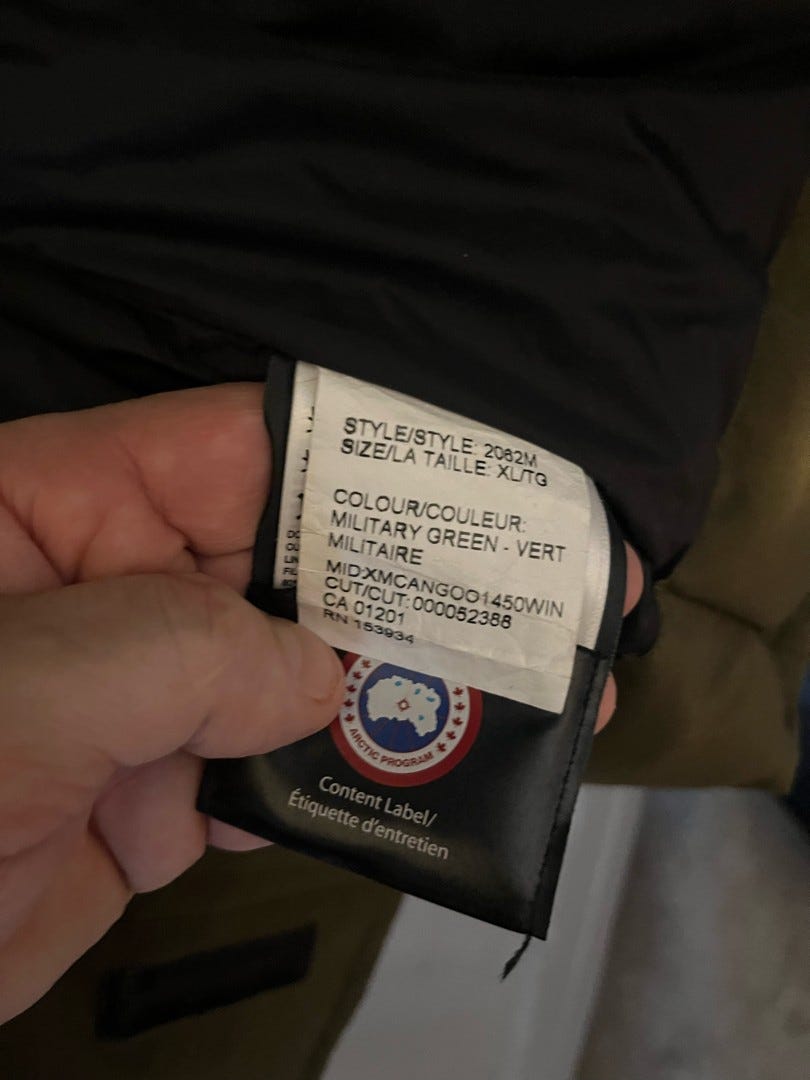 STYLE/STYLE: 2062M
SIZE/LA TAILLE: XL/TG
COLOUR/COULEUR:
MILITARY GREEN - VERT
MILITAIRE
MID:XMCANGOO1450WIN
CUT/CUT: 000052388
CA 01201
RN 153934
ARCTIC PROGRAM
Content Label/
Étiquette d'entretien